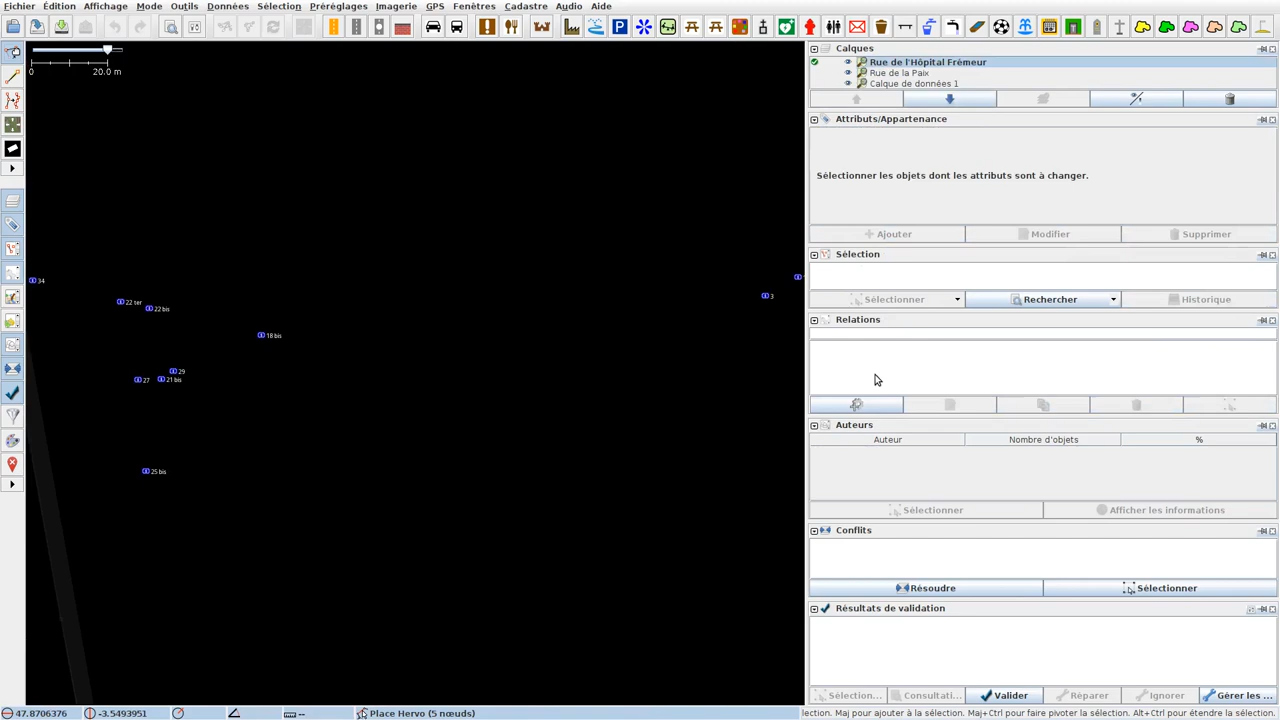 Fichier Édition Affichage Mode Outils Données Sélection Préréglages Imagerie GPS Fenêtres Cadastre Audio Aide
0 20.0 m
34
22 ter
22 bis
18 bis
29
27
21 bis
25 bis
3
Calques
Rue de l'Hôpital Frémeur
Rue de la Paix
Calque de données 1
Attributs/Appartenance
Sélectionner les objets dont les attributs sont à changer.
Ajouter Modifier Supprimer
Sélection
Sélectionner Rechercher Historique
Relations
Auteurs
Auteur Nombre d'objets %
Sélectionner Afficher les informations
Conflits
Résoudre Sélectionner
Résultats de validation
Sélection... Consultati... Valider Réparer Ignorer Gérer les ...
47.8706376 -3.5493951 -- Place Hervo (5 nœuds) lection. Maj pour ajouter à la sélection. Maj+Ctrl pour faire pivoter la sélection. Alt+Ctrl pour étendre la sélection.